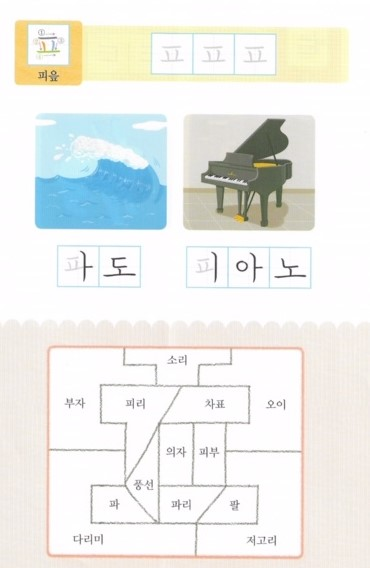 ㅍ ㅍ ㅍ
피읖
파도 피아노
소리
부자 피리 차표 오이
의자 피부
풍선
파 파리 팔
다리미 저고리